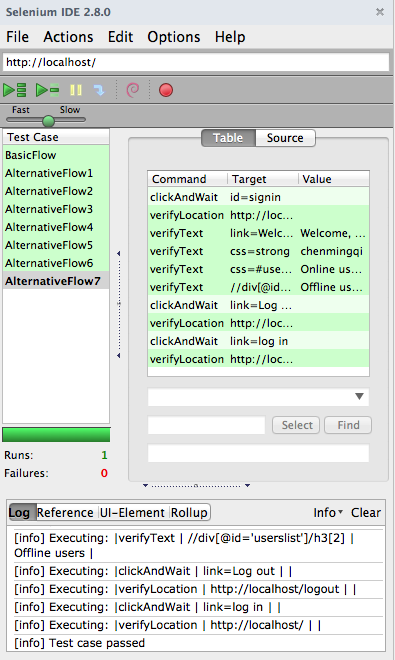 Selenium IDE 2.8.0
File Actions Edit Options Help
http://localhost/
Fast Slow
Test Case
BasicFlow
AlternativeFlow1
AlternativeFlow2
AlternativeFlow3
AlternativeFlow4
AlternativeFlow5
AlternativeFlow6
AlternativeFlow7
Runs: 1
Failures: 0
Table Source
Command Target Value
clickAndWait id=signin
verifyLocation http://loc...
verifyText link=Welc... Welcome, ...
verifyText css=strong chenmingqi
verifyText css=#use... Online us...
verifyText //div[@id... Offline us...
clickAndWait link=Log ...
verifyLocation http://loc...
clickAndWait link=log in
verifyLocation http://loc...
Select Find
Log Reference UI-Element Rollup Info Clear
[info] Executing: |verifyText | //div[@id='userslist']/h3[2] |
Offline users |
[info] Executing: |clickAndWait | link=Log out | |
[info] Executing: |verifyLocation | http://localhost/logout | |
[info] Executing: |clickAndWait | link=log in | |
[info] Executing: |verifyLocation | http://localhost/ | |
[info] Test case passed